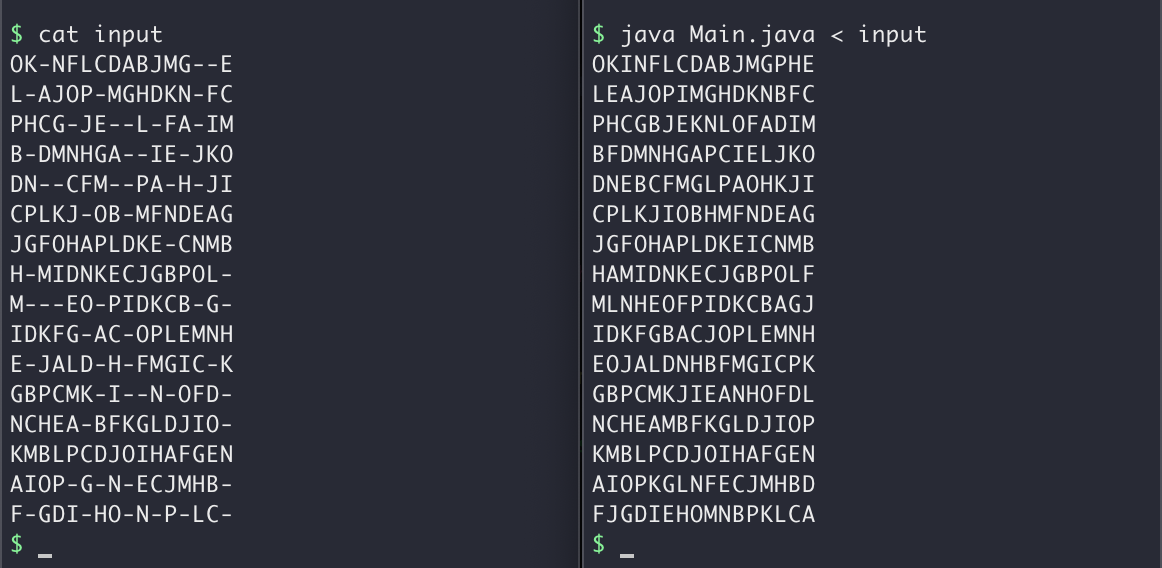 $ cat input
OK-NFLCDABJMG--E
L-AJOP-MGHDKN-FC
PHCG-JE--L-FA-IM
B-DMNHGA--IE-JKO
DN--CFM--PA-H-JI
CPLKJ-OB-MFNDEAG
JGFOHAPLDKE-CNMB
H-MIDNKECJGBPOL-
M---EO-PIDKCB-G-
IDKFG-AC-OPLEMNH
E-JALD-H-FMGIC-K
GBPCMK-I--N-OFD-
NCHEA-BFKGLDJIO-
KMBLPCDJOIHAFGEN
AIOP-G-N-ECJMHB-
F-GDI-HO-N-P-LC-
$ _
$ java Main.java < input
OKINFLCDABJMGPHE
LEAJOPIMGHDKNBFC
PHCGBJEKNLOFADIM
BFDMNHGAPCIELJKO
DNEBCFMGLPAOHKJI
CPLKJIOBHMFNDEAG
JGFOHAPLDKEICNMB
HAMIDNKECJGBPOLF
MLNHEOFPIDKCBAGJ
IDKFGBACJOPLEMNH
EOJALDNHBFMGICPK
GBPCMKJIEANHOFDL
NCHEAMBFKGLDJIOP
KMBLPCDJOIHAFGEN
AIOPKGLNFECJMHBD
FJGDIEHOMNBPKLCA
$ _